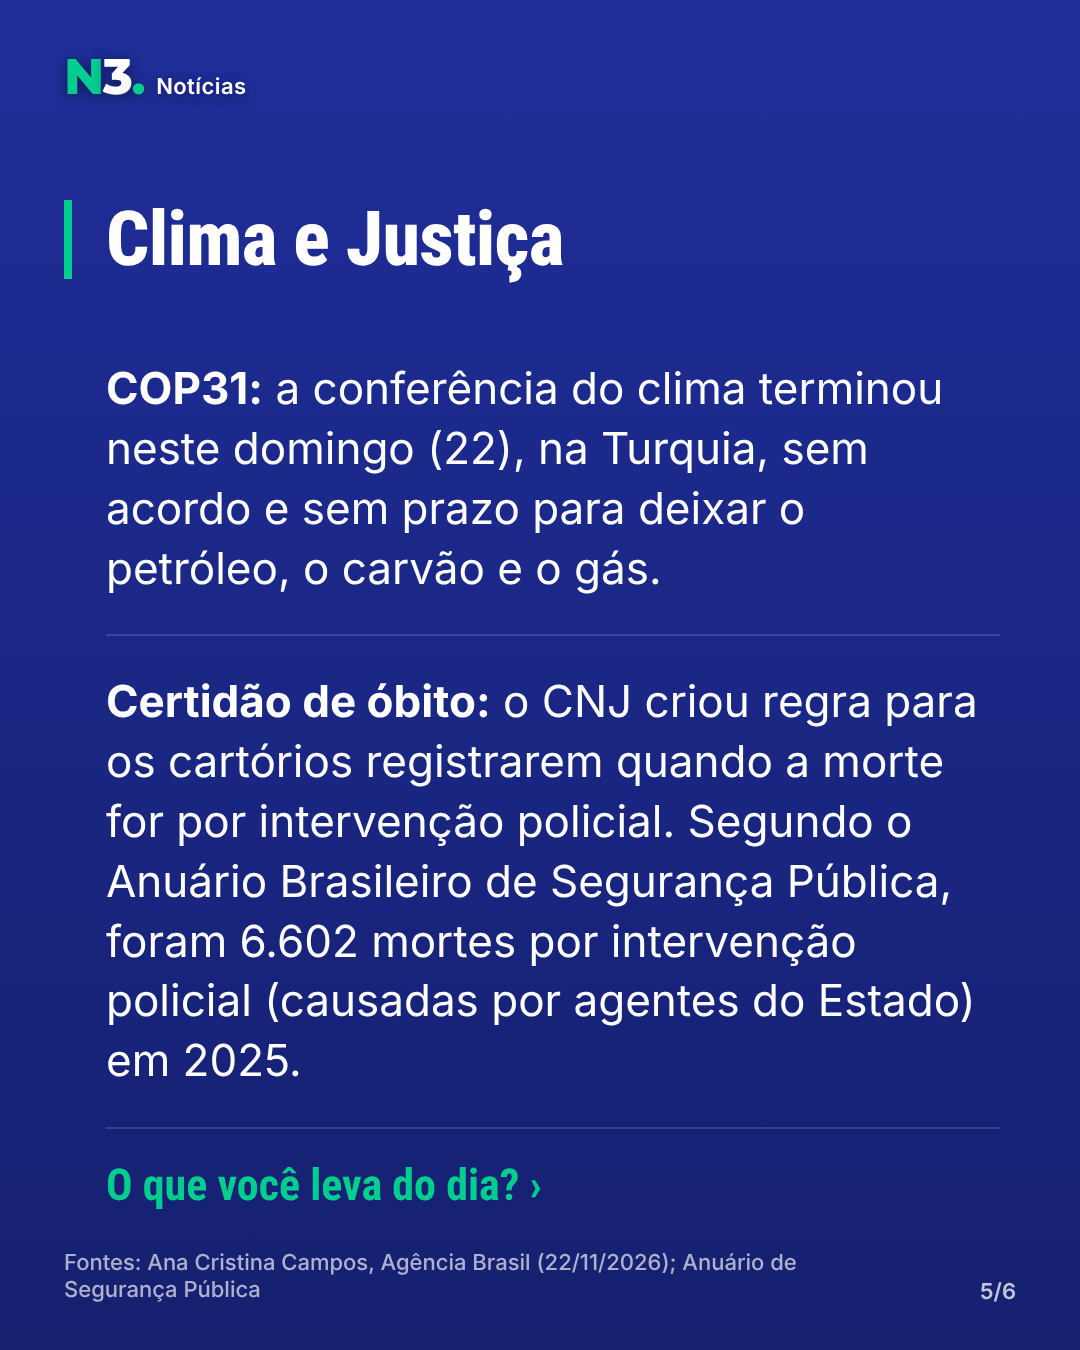 N3. Notícias
Clima e Justiça
COP31: a conferência do clima terminou
neste domingo (22), na Turquia, sem
acordo e sem prazo para deixar o
petróleo, o carvão e o gás.
Certidão de óbito: o CNJ criou regra para
os cartórios registrarem quando a morte
for por intervenção policial. Segundo o
Anuário Brasileiro de Segurança Pública,
foram 6.602 mortes por intervenção
policial (causadas por agentes do Estado)
em 2025.
O que você leva do dia? ›
Fontes: Ana Cristina Campos, Agência Brasil (22/11/2026); Anuário de
Segurança Pública
5/6